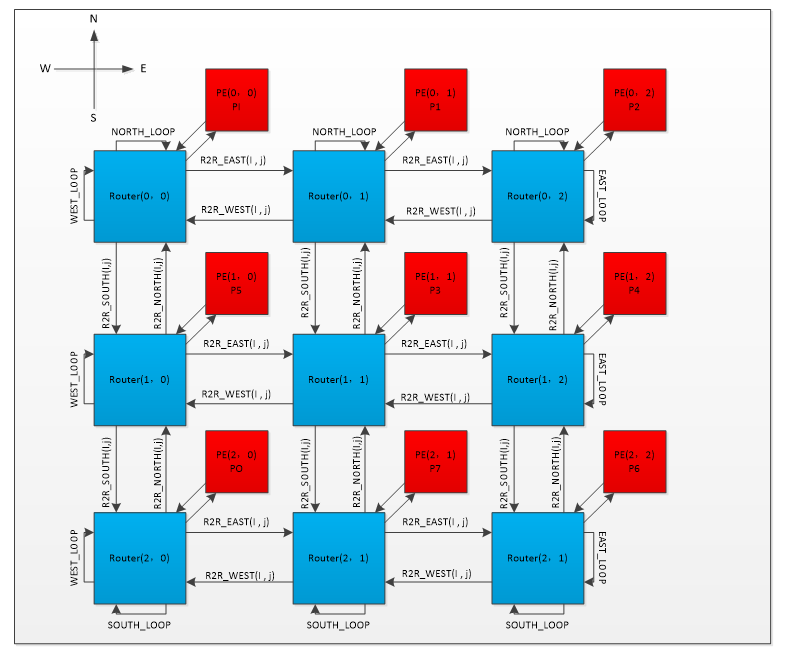 N
W E
S
PE(0，0)
PI
PE(0，1)
P1
PE(0，2)
P2
NORTH_LOOP
NORTH_LOOP
NORTH_LOOP
WEST_LOOP
Router(0，0)
R2R_EAST(I , j)
R2R_WEST(I , j)
Router(0，1)
R2R_EAST(I , j)
R2R_WEST(I , j)
Router(0，2)
EAST_LOOP
R2R_SOUTH(I,j)
R2R_NORTH(I,j)
R2R_SOUTH(I,j)
R2R_NORTH(I,j)
R2R_SOUTH(I,j)
R2R_NORTH(I,j)
PE(1，0)
P5
PE(1，1)
P3
PE(1，2)
P4
WEST_LOOP
Router(1，0)
R2R_EAST(I , j)
R2R_WEST(I , j)
Router(1，1)
R2R_EAST(I , j)
R2R_WEST(I , j)
Router(1，2)
EAST_LOOP
R2R_SOUTH(I,j)
R2R_NORTH(I,j)
R2R_SOUTH(I,j)
R2R_NORTH(I,j)
R2R_SOUTH(I,j)
R2R_NORTH(I,j)
PE(2，0)
PO
PE(2，1)
P7
PE(2，2)
P6
WEST_LOOP
Router(2，0)
R2R_EAST(I , j)
R2R_WEST(I , j)
Router(2，1)
R2R_EAST(I , j)
R2R_WEST(I , j)
Router(2，1)
EAST_LOOP
SOUTH_LOOP
SOUTH_LOOP
SOUTH_LOOP